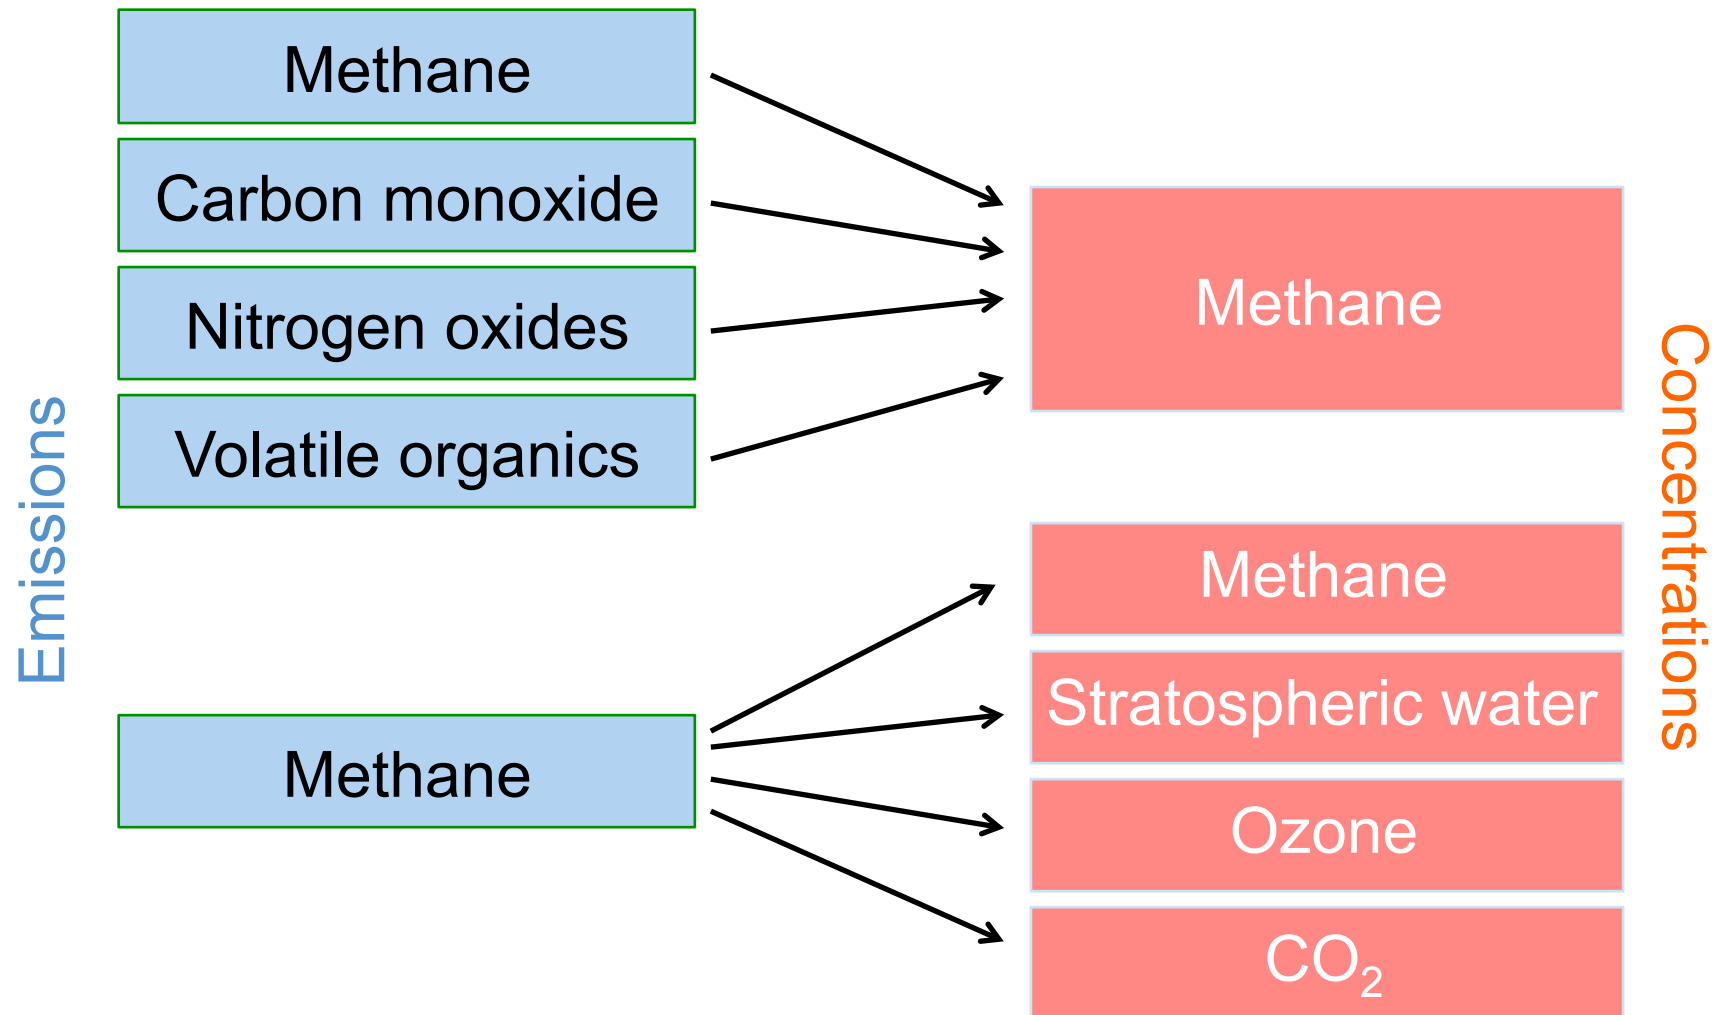 Emissions
Methane
Carbon monoxide
Nitrogen oxides
Volatile organics
Methane
Methane
Methane
Stratospheric water
Ozone
CO₂
Concentrations